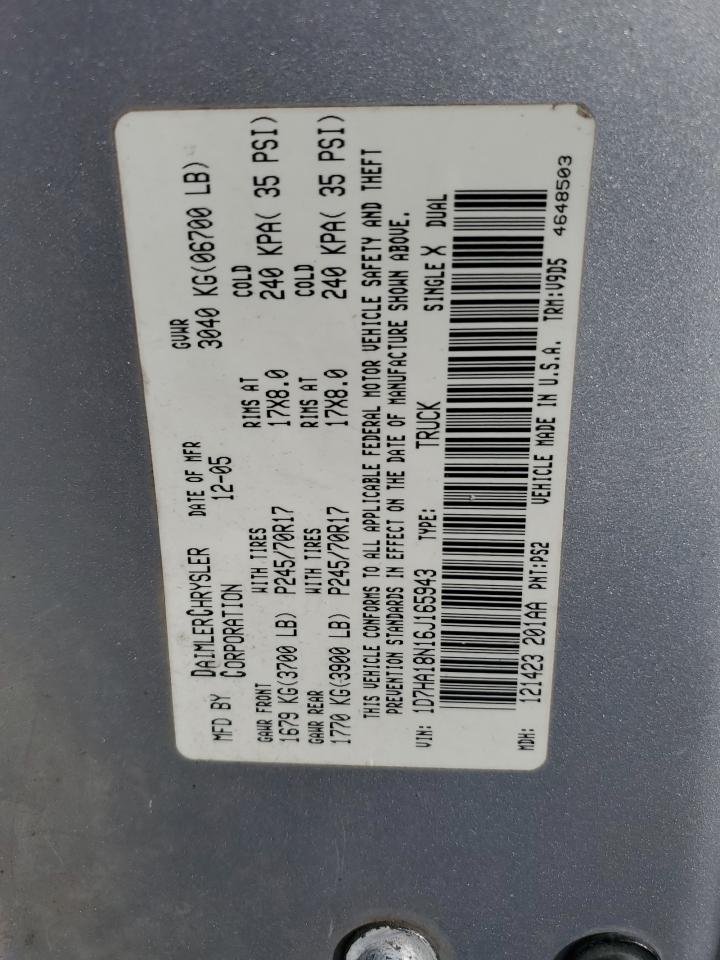 MFD BY DAIMLERCHRYSLER CORPORATION DATE OF MFR 12-05 GVWR 3040 KG(06700 LB)
GAWR FRONT WITH TIRES RIMS AT COLD
1679 KG(3700 LB) P245/70R17 17X8.0 240 KPA( 35 PSI)
GAWR REAR WITH TIRES RIMS AT COLD
1770 KG(3900 LB) P245/70R17 17X8.0 240 KPA( 35 PSI)
THIS VEHICLE CONFORMS TO ALL APPLICABLE FEDERAL MOTOR VEHICLE SAFETY AND THEFT
PREVENTION STANDARDS IN EFFECT ON THE DATE OF MANUFACTURE SHOWN ABOVE.
VIN: 1D7HA18N16J165943 TYPE: TRUCK SINGLE X DUAL
MDH: 121423 201AA PNT:PS2 VEHICLE MADE IN U.S.A. TRM:V9D5 4648503